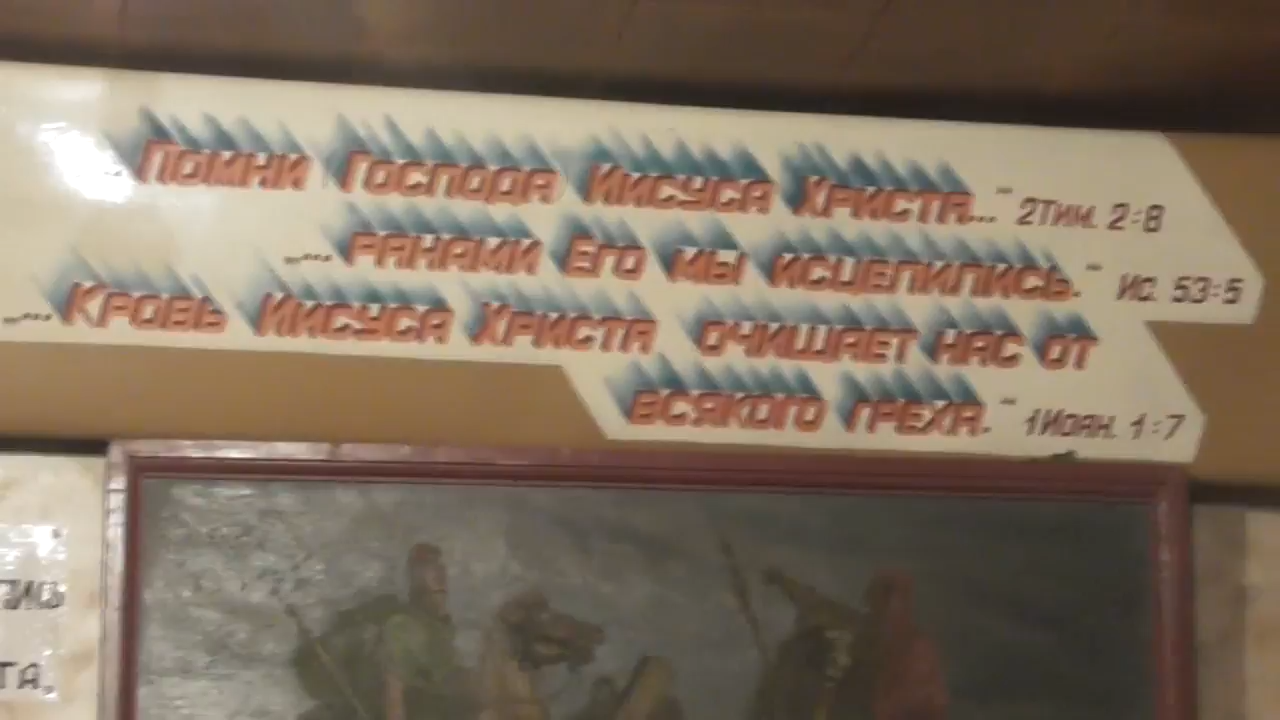 „Помни Господа Иисуса Христа..." 2Тим. 2:8
„... ранами Его мы исцелились." Ис. 53:5
„... Кровь Иисуса Христа очищает нас от
всякого греха." 1Иоан. 1:7